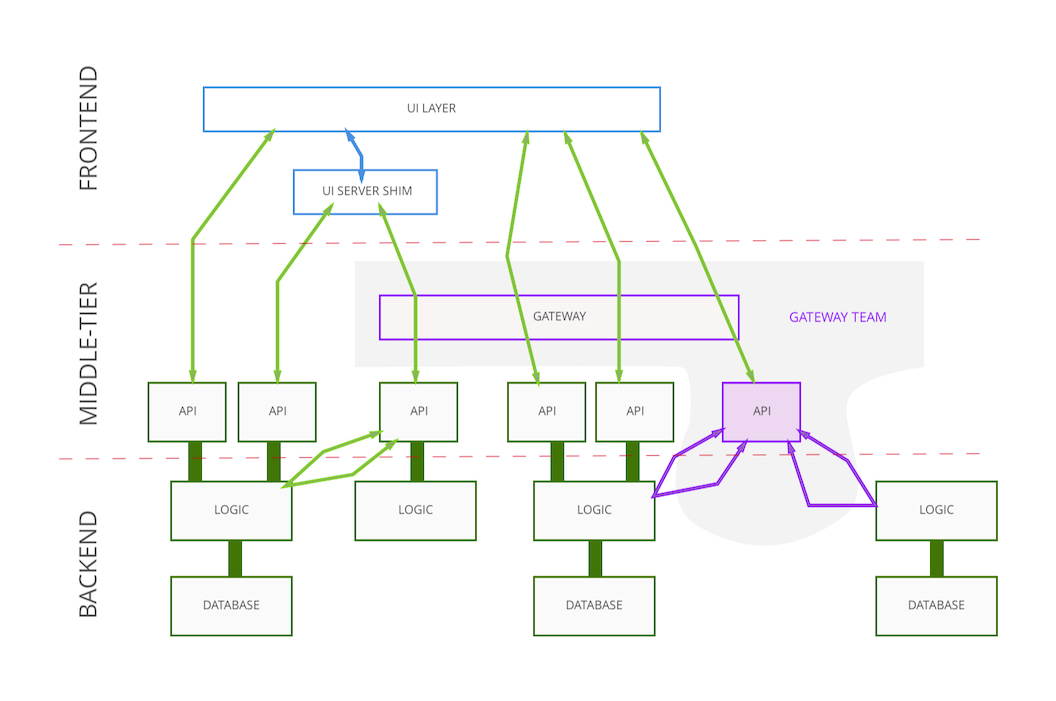 FRONTEND
UI LAYER
UI SERVER SHIM
MIDDLE-TIER
GATEWAY
GATEWAY TEAM
API
API
API
API
API
API
BACKEND
LOGIC
LOGIC
LOGIC
LOGIC
DATABASE
DATABASE
DATABASE